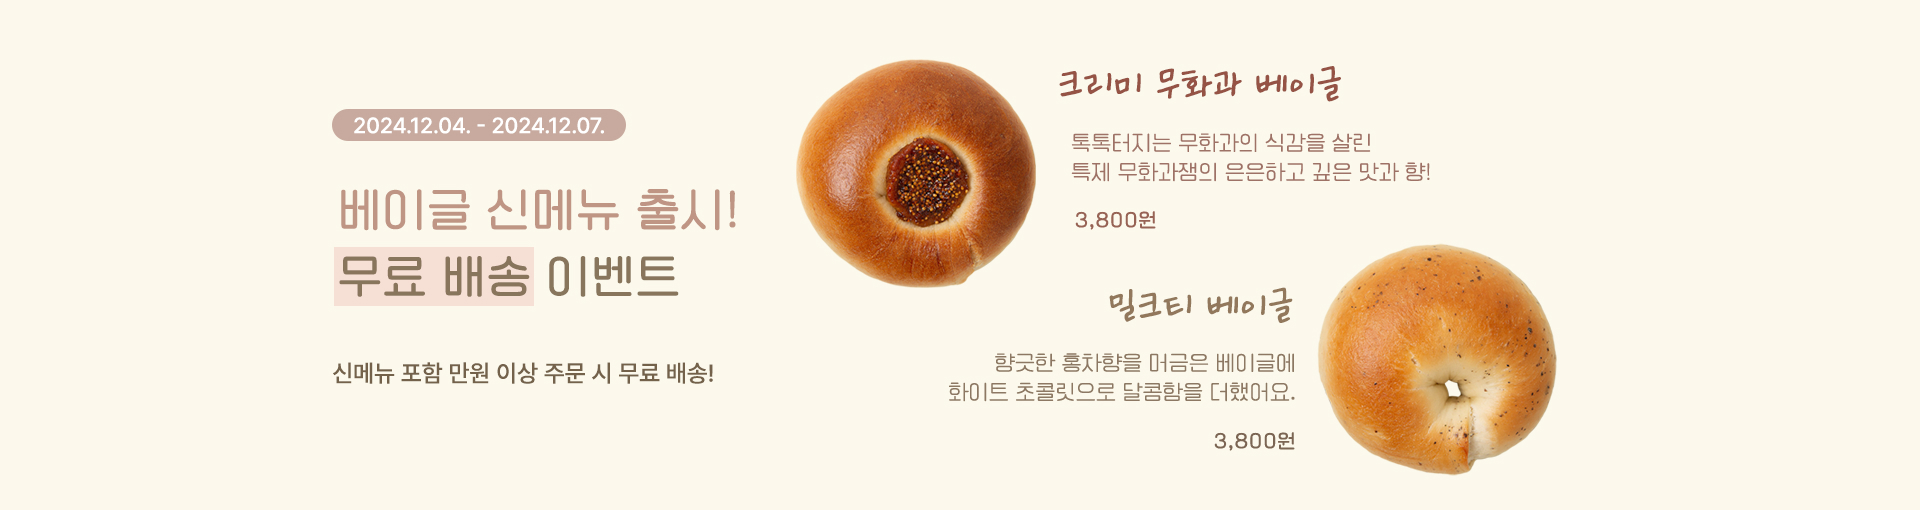 2024.12.04. - 2024.12.07.
베이글 신메뉴 출시!
무료 배송 이벤트
신메뉴 포함 만원 이상 주문 시 무료 배송!
크리미 무화과 베이글
톡톡터지는 무화과의 식감을 살린
특제 무화과잼의 은은하고 깊은 맛과 향!
3,800원
밀크티 베이글
향긋한 홍차향을 머금은 베이글에
화이트 초콜릿으로 달콤함을 더했어요.
3,800원